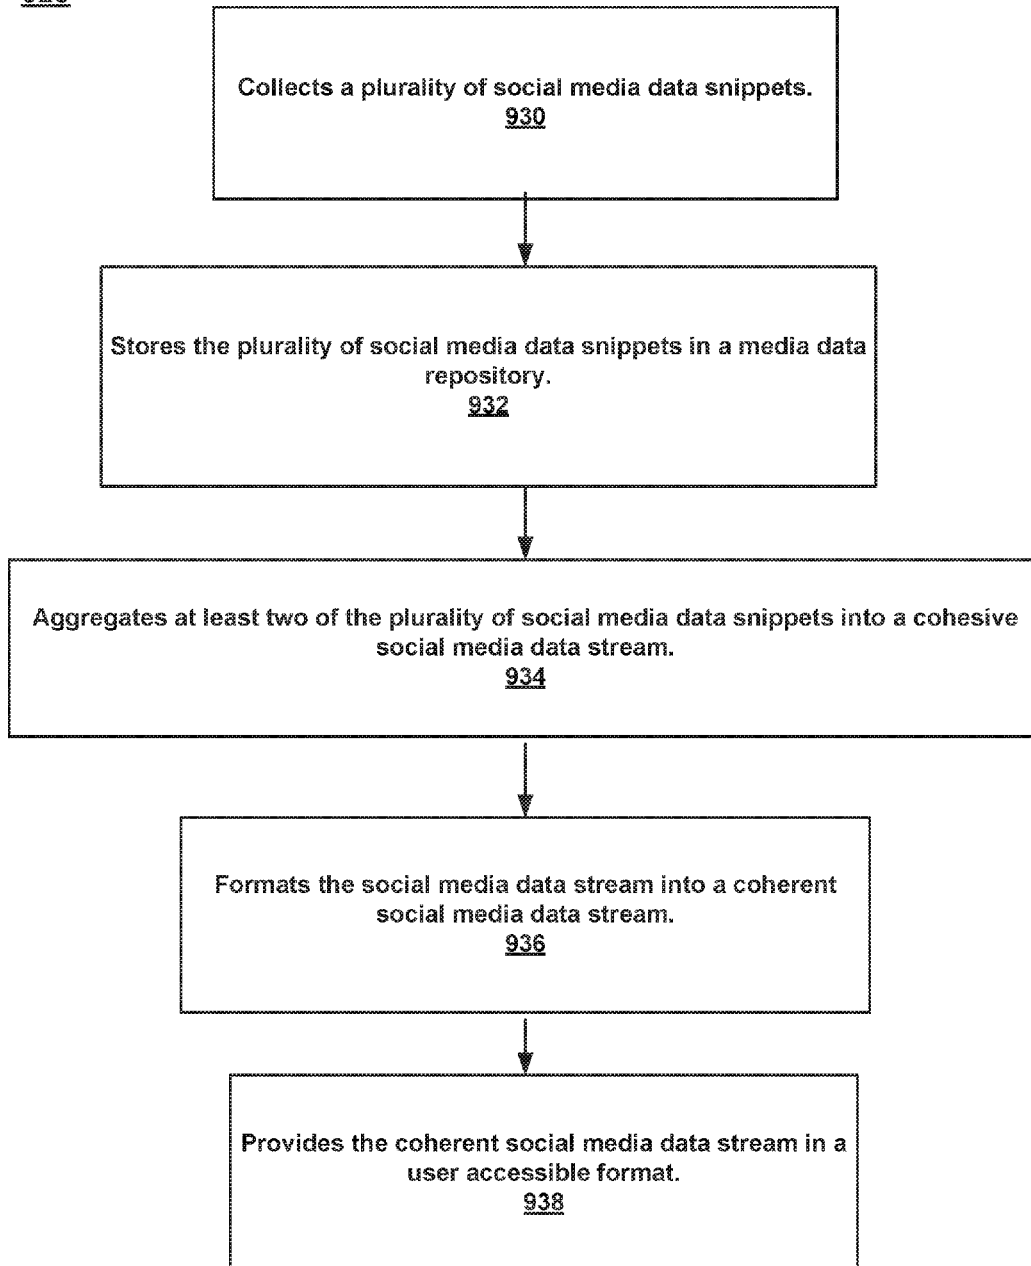 Collects a plurality of social media data snippets.
930
Stores the plurality of social media data snippets in a media data
repository.
932
Aggregates at least two of the plurality of social media data snippets into a cohesive
social media data stream.
934
Formats the social media data stream into a coherent
social media data stream.
936
Provides the coherent social media data stream in a
user accessible format.
938